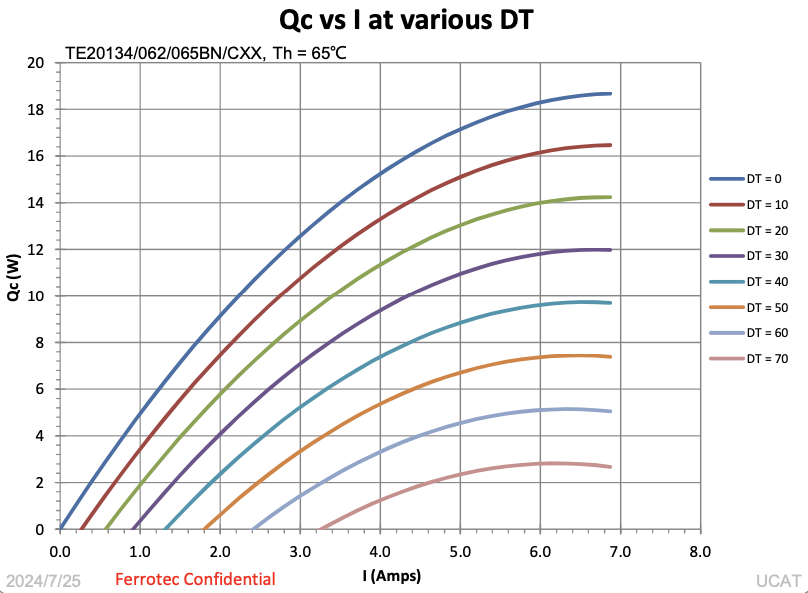 Qc vs I at various DT
TE20134/062/065BN/CXX, Th = 65℃
20
18
16
14
12
10
8
6
4
2
0
Qc (W)
0.0 1.0 2.0 3.0 4.0 5.0 6.0 7.0 8.0
I (Amps)
DT = 0
DT = 10
DT = 20
DT = 30
DT = 40
DT = 50
DT = 60
DT = 70
2024/7/25
Ferrotec Confidential
UCAT